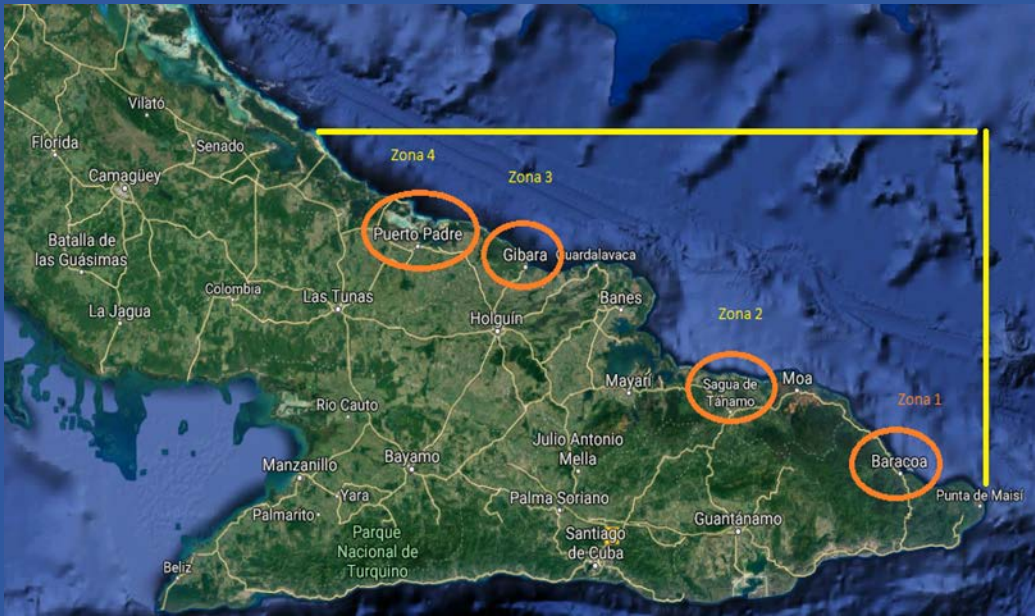 Vilató
Florida
Senado
Camagüey
Batalla de
las Guásimas
La Jagua
Colombia
Las Tunas
Zona 4
Zona 3
Puerto Padre
Gibara
Guardalavaca
Banes
Holguín
Zona 2
Mayarí
Sagua de
Tánamo
Moa
Zona 1
Baracoa
Punta de Maisí
Río Cauto
Julio Antonio
Mella
Manzanillo
Bayamo
Yara
Palmarito
Palma Soriano
Guantánamo
Parque
Nacional de
Turquino
Santiago
de Cuba
Beliz